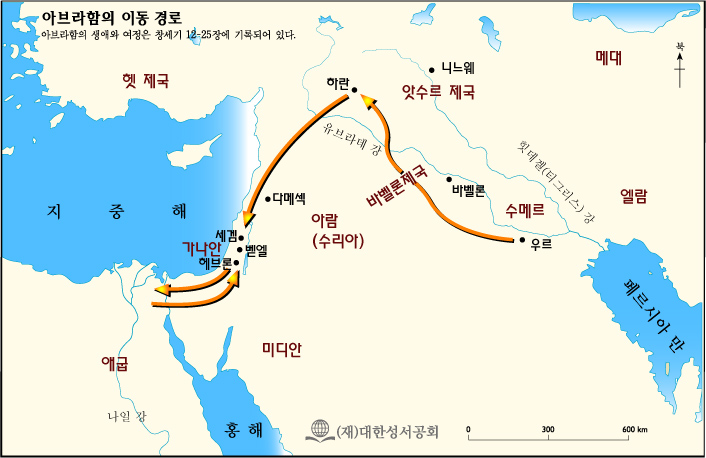 아브라함의 이동 경로
아브라함의 생애와 여정은 창세기 12-25장에 기록되어 있다.
북
메대
니느웨
헷 제국
하란
앗수르 제국
유브라데 강
힛데겔(티그리스) 강
바벨론제국
바벨론
엘람
다메섹
수메르
지 중 해
아람
(수리아)
세겜
가나안
벧엘
우르
헤브론
페르시아 만
미디안
애굽
나일 강
홍 해
(재)대한성서공회
0 300 600 km